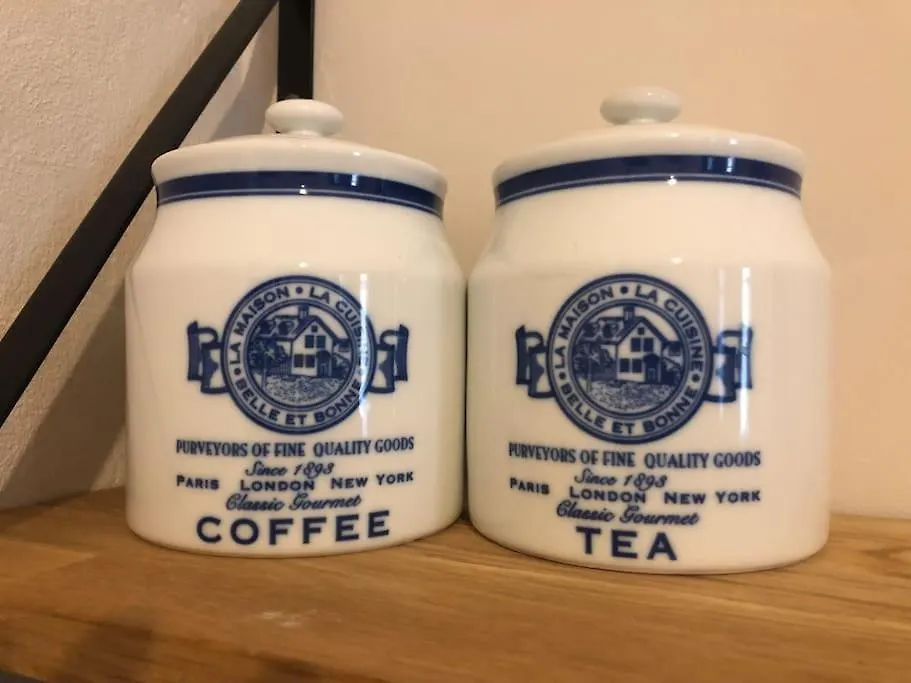 LA MAISON • LA CUISINE
• BELLE ET BONNE
PURVEYORS OF FINE QUALITY GOODS
Since 1893
PARIS LONDON NEW YORK
Classic Gourmet
COFFEE
LA MAISON • LA CUISINE
• BELLE ET BONNE •
PURVEYORS OF FINE QUALITY GOODS
Since 1893
PARIS LONDON NEW YORK
Classic Gourmet
TEA